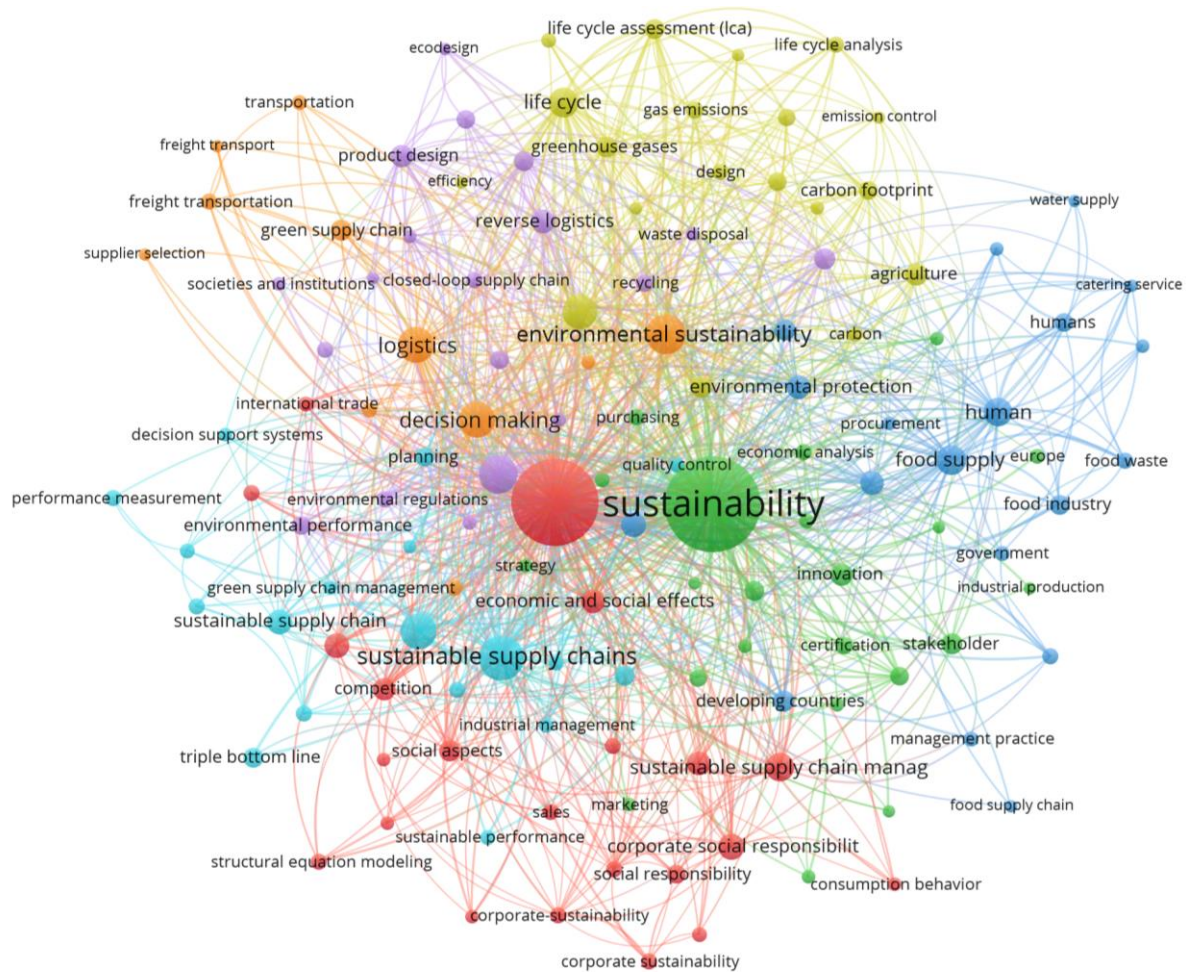 life cycle assessment (lca)
ecodesign
life cycle analysis
transportation
life cycle
gas emissions
emission control
freight transport
product design
greenhouse gases
efficiency
design
carbon footprint
freight transportation
water supply
green supply chain
reverse logistics
waste disposal
supplier selection
societies and institutions
closed-loop supply chain
recycling
agriculture
catering service
logistics
environmental sustainability
carbon
humans
environmental protection
international trade
decision making
purchasing
procurement
human
decision support systems
planning
quality control
economic analysis
food supply
europe
food waste
performance measurement
environmental regulations
sustainability
food industry
environmental performance
strategy
government
green supply chain management
innovation
industrial production
economic and social effects
sustainable supply chain
certification
stakeholder
sustainable supply chains
competition
developing countries
industrial management
management practice
triple bottom line
social aspects
sustainable supply chain manag
sales
marketing
food supply chain
sustainable performance
corporate social responsibilit
structural equation modeling
social responsibility
consumption behavior
corporate-sustainability
corporate sustainability